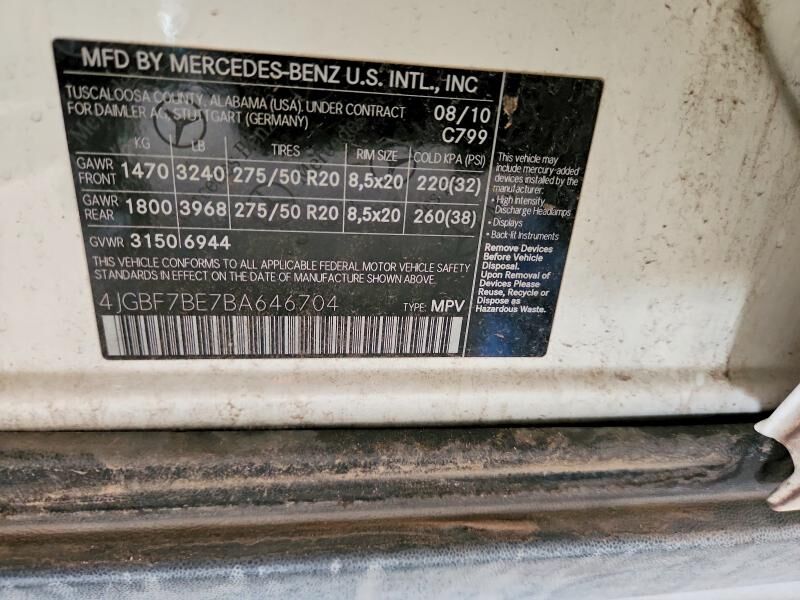 MFD BY MERCEDES-BENZ U.S. INTL., INC
TUSCALOOSA COUNTY, ALABAMA (USA). UNDER CONTRACT
FOR DAIMLER AG, STUTTGART (GERMANY)
08/10
C799
KG LB TIRES RIM SIZE COLD KPA (PSI)
GAWR FRONT 1470 3240 275/50 R20 8,5x20 220(32)
GAWR REAR 1800 3968 275/50 R20 8,5x20 260(38)
GVWR 3150 6944
THIS VEHICLE CONFORMS TO ALL APPLICABLE FEDERAL MOTOR VEHICLE SAFETY
STANDARDS IN EFFECT ON THE DATE OF MANUFACTURE SHOWN ABOVE.
4JGBF7BE7BA646704 TYPE: MPV
This vehicle may
include mercury-added
devices installed by the
manufacturer:
• High Intensity
Discharge Headlamps
• Displays
• Back-lit Instruments
Remove Devices
Before Vehicle
Disposal.
Upon Removal of
Devices Please
Reuse, Recycle or
Dispose as
Hazardous Waste.